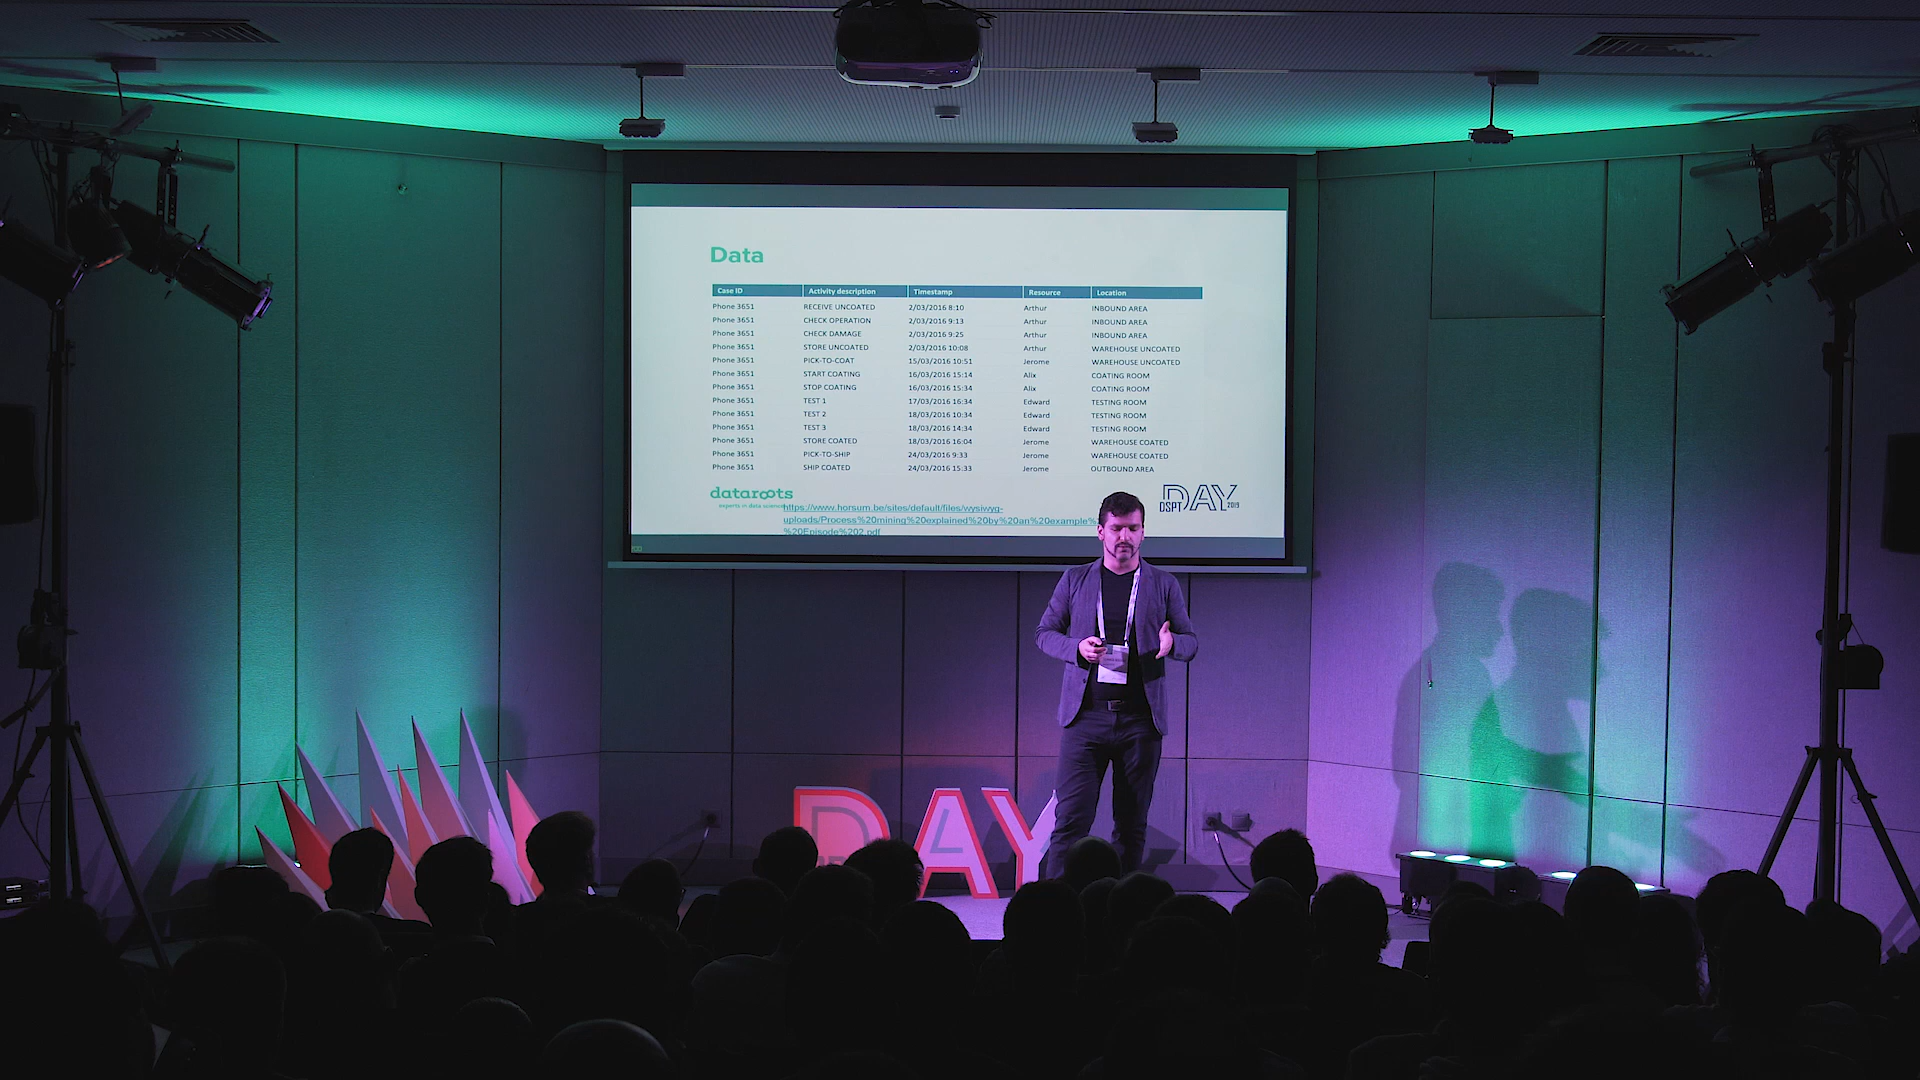 Data
Case ID Activity description Timestamp Resource Location
Phone 3651 RECEIVE UNCOATED 2/03/2016 8:10 Arthur INBOUND AREA
Phone 3651 CHECK OPERATION 2/03/2016 9:13 Arthur INBOUND AREA
Phone 3651 CHECK DAMAGE 2/03/2016 9:25 Arthur INBOUND AREA
Phone 3651 STORE UNCOATED 2/03/2016 10:08 Arthur WAREHOUSE UNCOATED
Phone 3651 PICK-TO-COAT 15/03/2016 10:51 Jerome WAREHOUSE UNCOATED
Phone 3651 START COATING 16/03/2016 15:14 Alix COATING ROOM
Phone 3651 STOP COATING 16/03/2016 15:34 Alix COATING ROOM
Phone 3651 TEST 1 17/03/2016 16:34 Edward TESTING ROOM
Phone 3651 TEST 2 18/03/2016 10:34 Edward TESTING ROOM
Phone 3651 TEST 3 18/03/2016 14:34 Edward TESTING ROOM
Phone 3651 STORE COATED 18/03/2016 16:04 Jerome WAREHOUSE COATED
Phone 3651 PICK-TO-SHIP 24/03/2016 9:33 Jerome WAREHOUSE COATED
Phone 3651 SHIP COATED 24/03/2016 15:33 Jerome OUTBOUND AREA
dataroots
experts in data science
https://www.horsum.be/sites/default/files/wysiwyg-
uploads/Process%20mining%20explained%20by%20an%20example%
%20Episode%202.pdf
DSPT DAY 2019
DAY